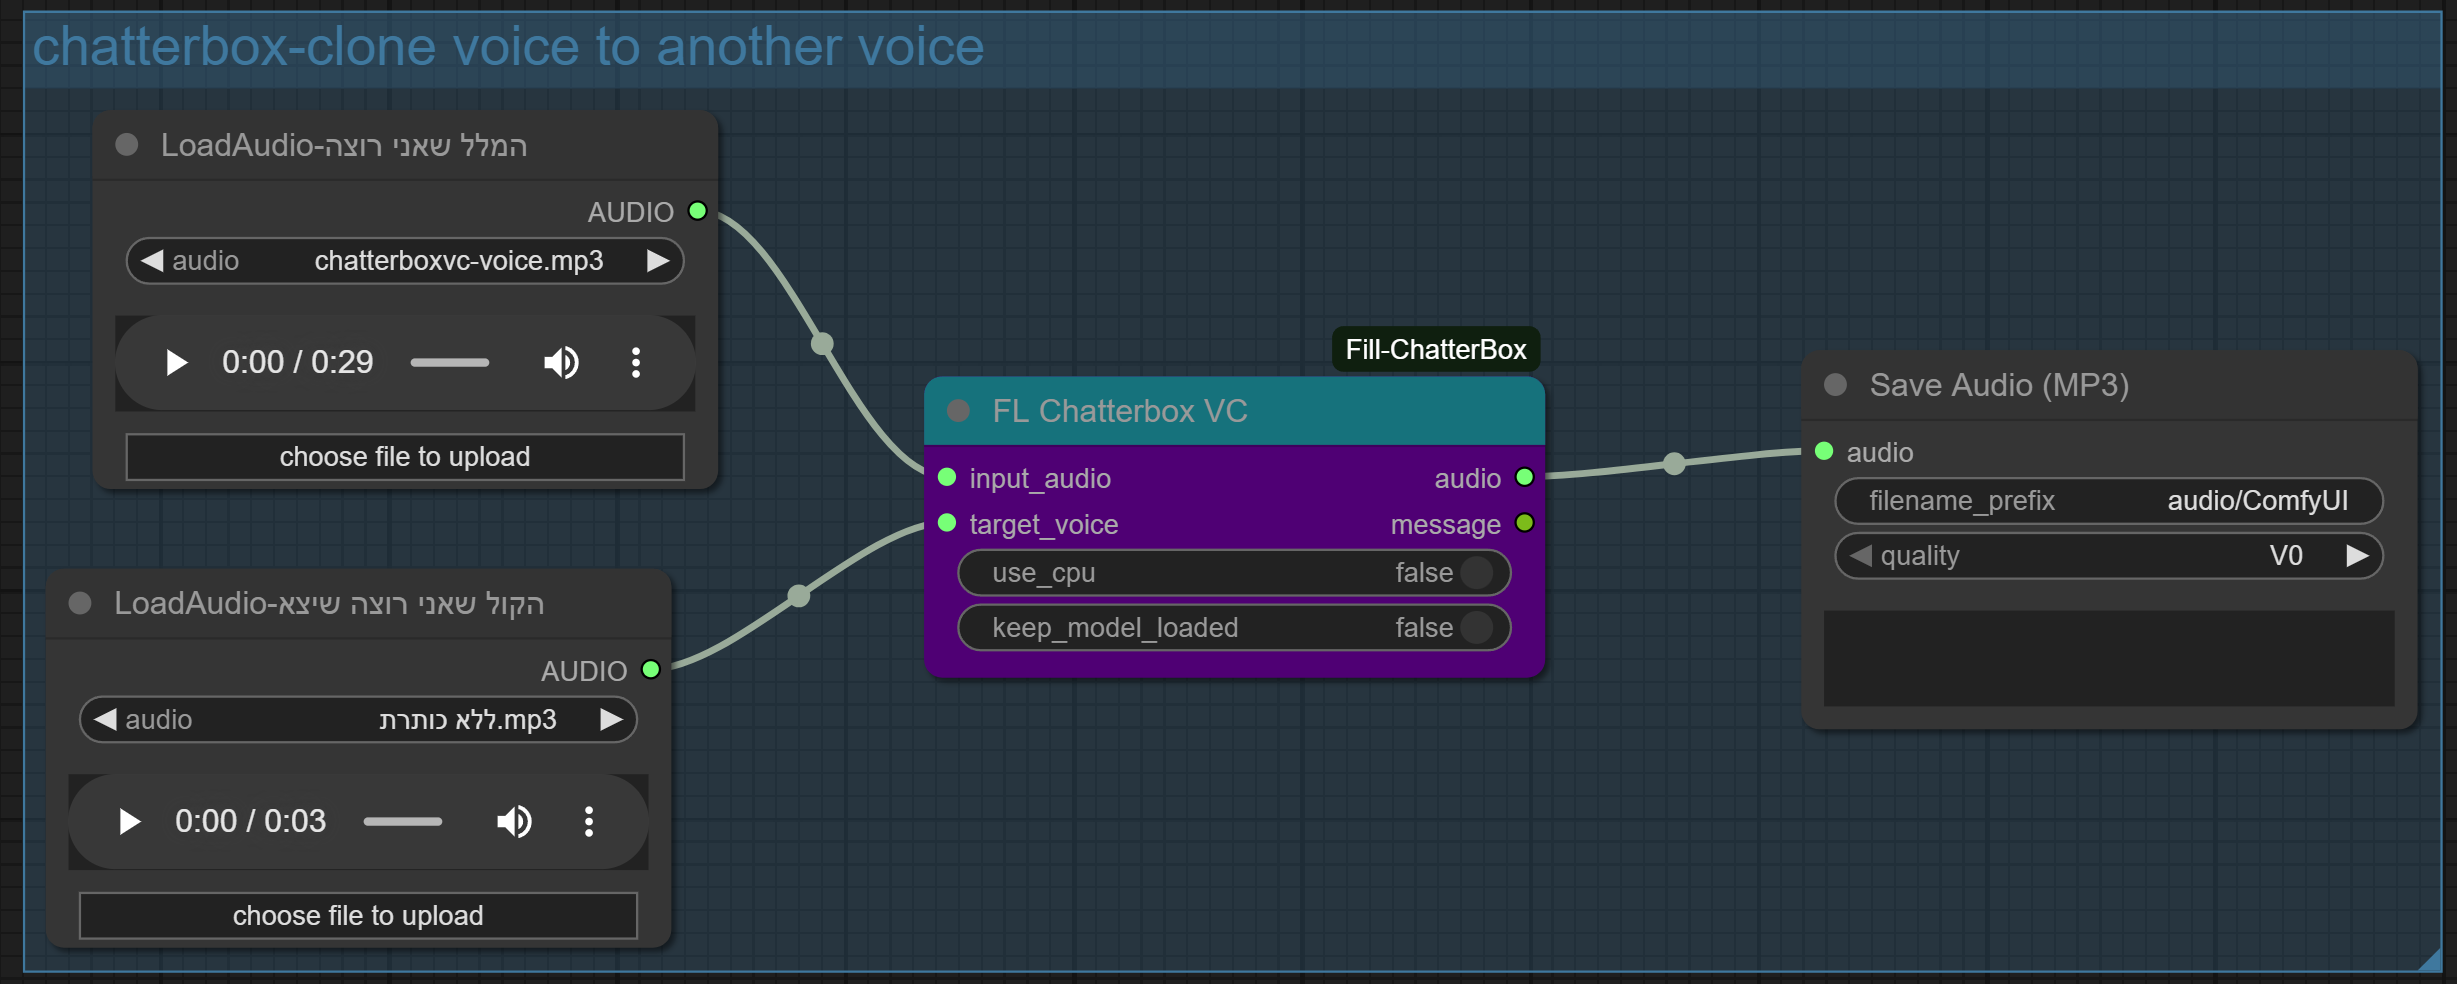 chatterbox-clone voice to another voice
LoadAudio-המלל שאני רוצה
AUDIO
audio chatterboxvc-voice.mp3
0:00 / 0:29
choose file to upload
LoadAudio-הקול שאני רוצה שיצא
AUDIO
audio ללא כותרת.mp3
0:00 / 0:03
choose file to upload
Fill-ChatterBox
FL Chatterbox VC
input_audio audio
target_voice message
use_cpu false
keep_model_loaded false
Save Audio (MP3)
audio
filename_prefix audio/ComfyUI
quality V0